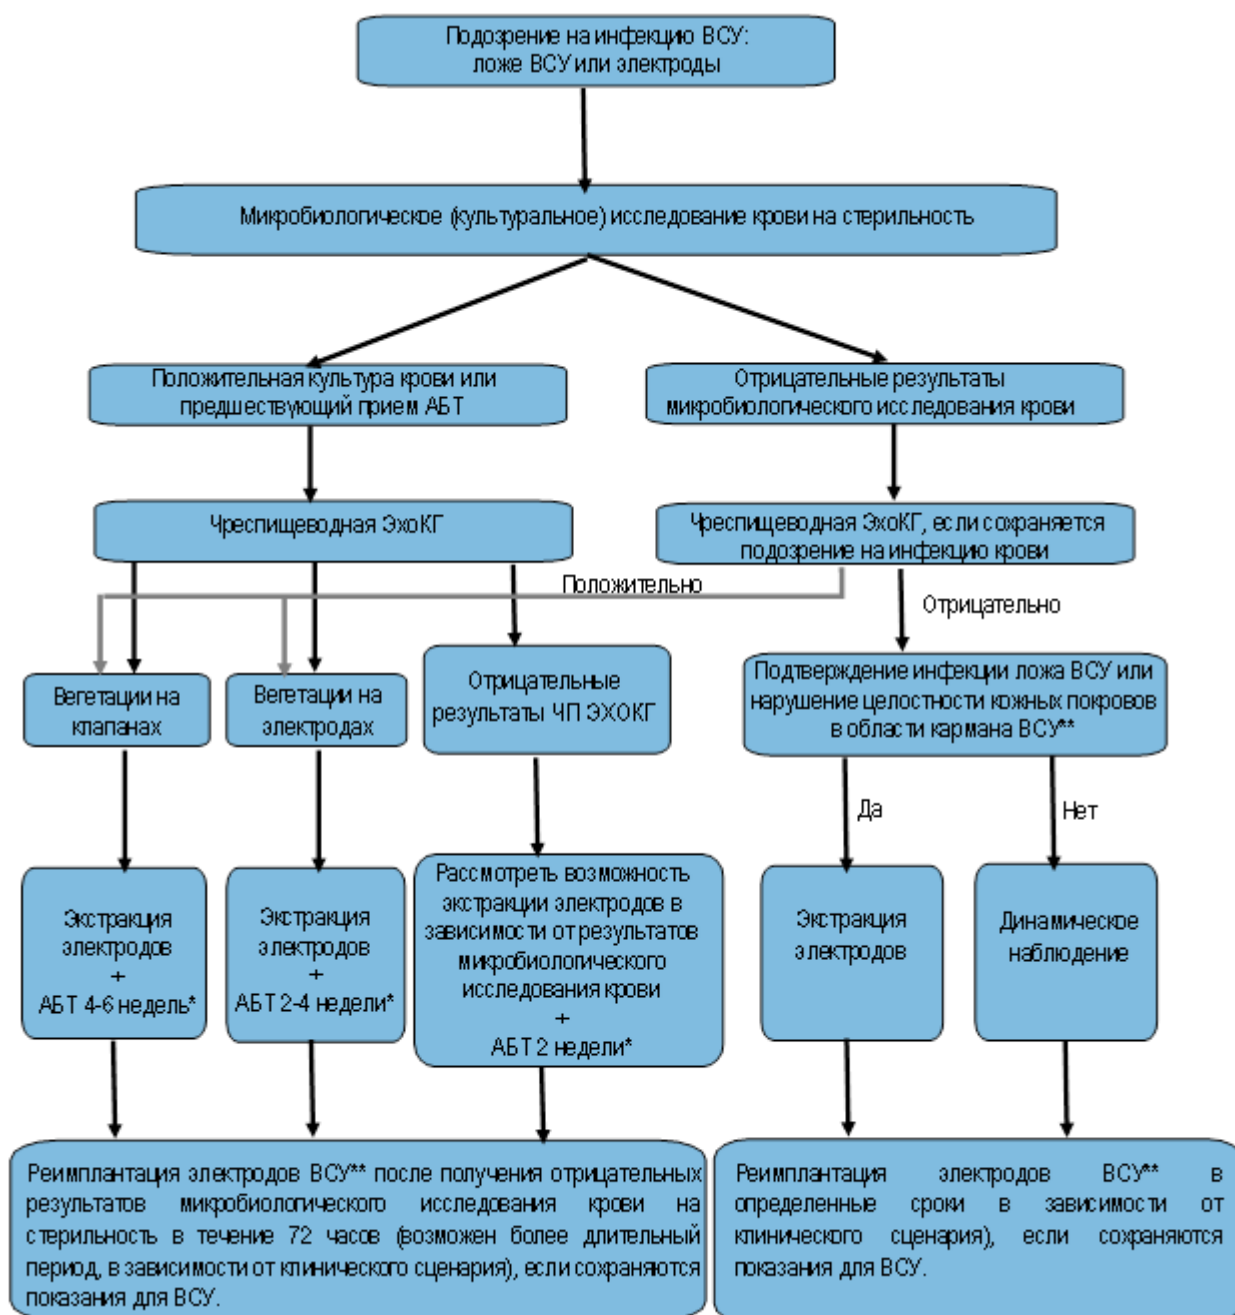 Подозрение на инфекцию ВСУ:
ложе ВСУ или электроды
Микробиологическое (культуральное) исследование крови на стерильность
Положительная культура крови или
предшествующий прием АБТ
Отрицательные результаты
микробиологического исследования крови
Чреспищеводная ЭхоКГ
Чреспищеводная ЭхоКГ, если сохраняется
подозрение на инфекцию крови
Положительно
Отрицательно
Вегетации на
клапанах
Вегетации на
электродах
Отрицательные
результаты ЧП ЭХОКГ
Подтверждение инфекции ложа ВСУ или
нарушение целостности кожных покровов
в области кармана ВСУ**
Да
Нет
Экстракция
электродов
+
АБТ 4-6 недель*
Экстракция
электродов
+
АБТ 2-4 недели*
Рассмотреть возможность
экстракции электродов в
зависимости от результатов
микробиологического
исследования крови
+
АБТ 2 недели*
Экстракция
электродов
Динамическое
наблюдение
Реимплантация электродов ВСУ** после получения отрицательных
результатов микробиологического исследования крови на
стерильность в течение 72 часов (возможен более длительный
период, в зависимости от клинического сценария), если сохраняются
показания для ВСУ.
Реимплантация электродов ВСУ** в
определенные сроки в зависимости от
клинического сценария), если сохраняются
показания для ВСУ.